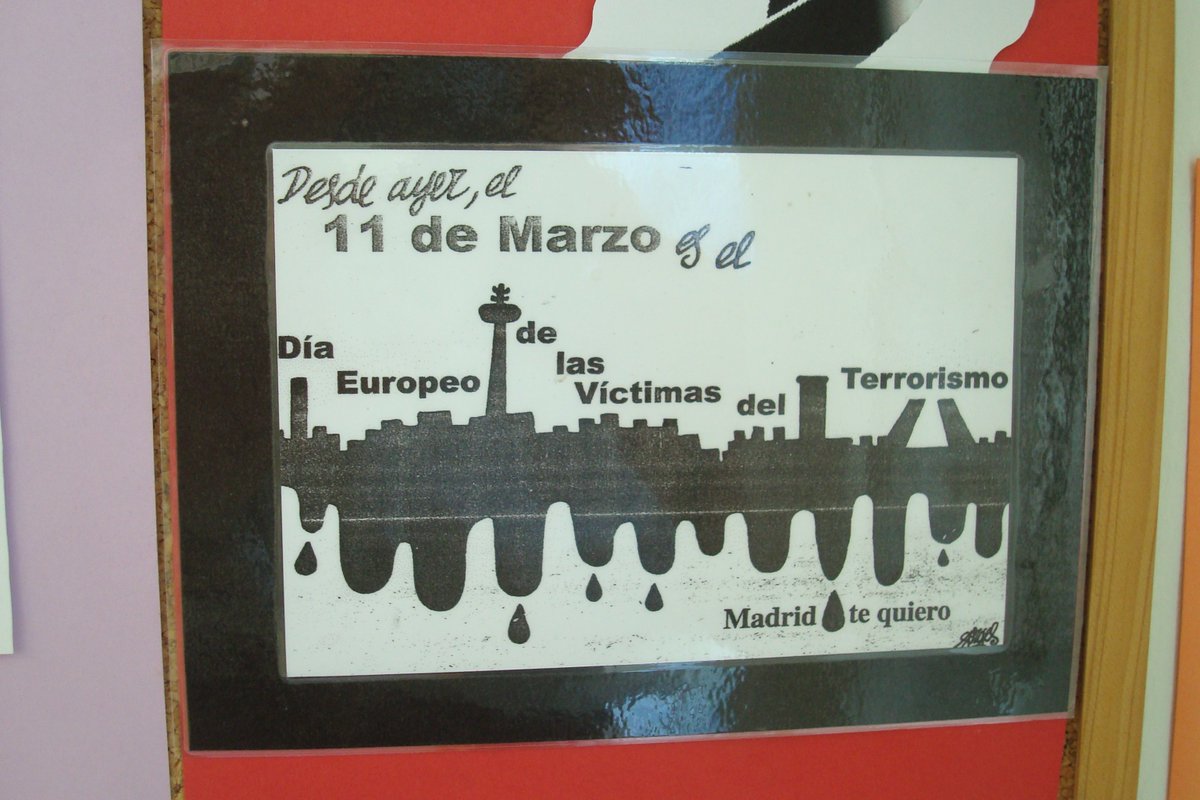 Desde ayer, el
11 de Marzo es el
Día
Europeo
de
las
Víctimas
del
Terrorismo
Madrid te quiero